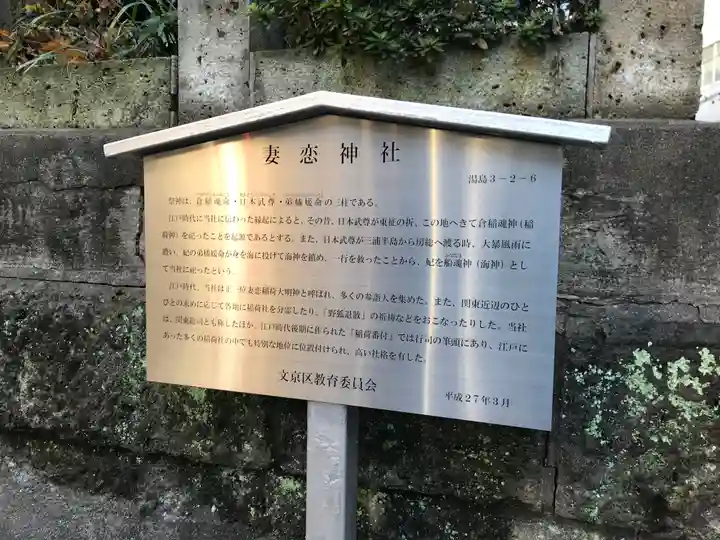 妻恋神社
湯島3-2-6
祭神は、倉稲魂命・日本武尊・弟橘媛命の三柱である。
江戸時代に当社に伝わった縁起によると、その昔、日本武尊が東征の折、この地へきて倉稲魂神(稲
荷神)を祀ったことを起源であるとする。また、日本武尊が三浦半島から房総へ渡る時、大暴風雨に
遭い、妃の弟橘媛命が身を海に投げて海神を鎮め、一行を救ったことから、妃を船魂神(海神)とし
て当社に祀ったという。
江戸時代、当社は正一位妻恋稲荷大明神と呼ばれ、多くの参詣人を集めた。また、関東近辺のひと
びとの求めに応じて各地に稲荷社を分霊したり、「野狐退散」の祈祷などをおこなったりした。当社
は、関東総司とも称したほか、江戸時代後期に作られた「稲荷番付」では行司の筆頭にあり、江戸に
あった多くの稲荷社の中でも特別な地位に位置付けられ、高い社格を有した。
文京区教育委員会
平成27年3月